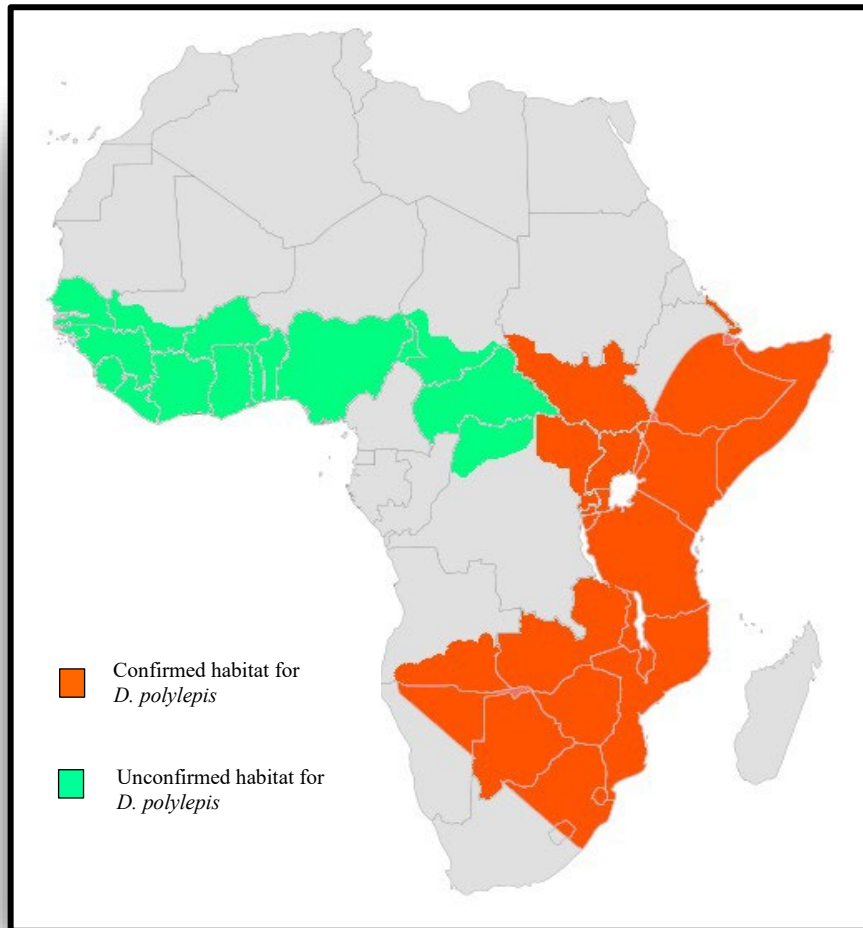 Confirmed habitat for
D. polylepis
Unconfirmed habitat for
D. polylepis